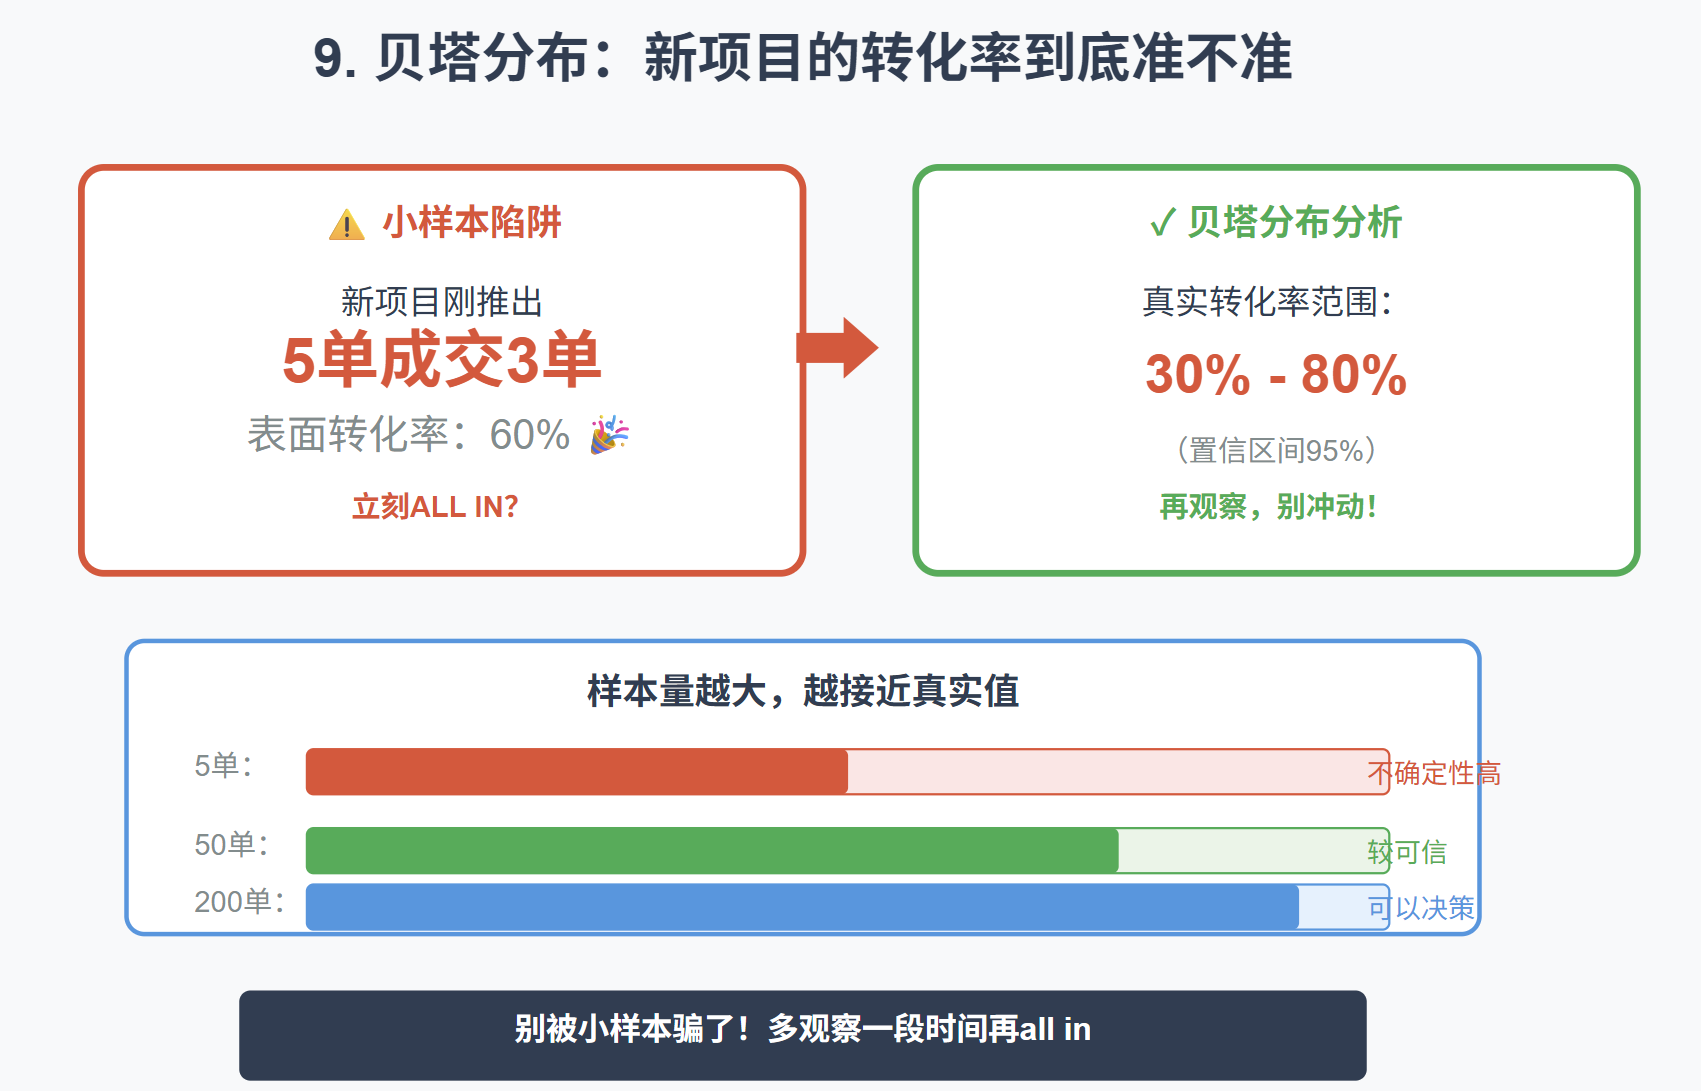 9. 贝塔分布：新项目的转化率到底准不准
⚠️ 小样本陷阱
新项目刚推出
5单成交3单
表面转化率：60% 🎉
立刻ALL IN？
✓ 贝塔分布分析
真实转化率范围：
30% - 80%
（置信区间95%）
再观察，别冲动！
样本量越大，越接近真实值
5单：
不确定性高
50单：
较可信
200单：
可以决策
别被小样本骗了！多观察一段时间再all in